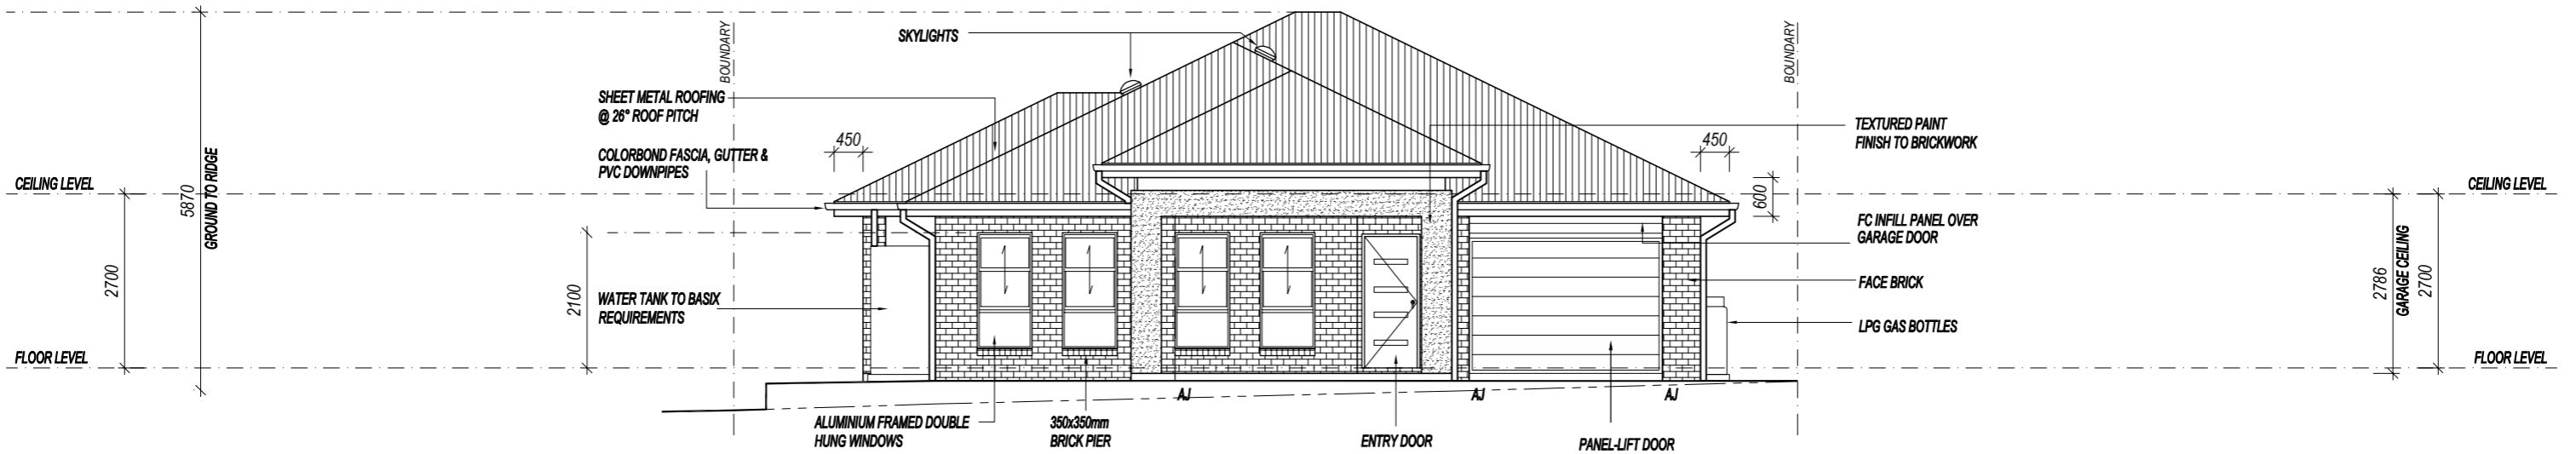 SKYLIGHTS
BOUNDARY
BOUNDARY
SHEET METAL ROOFING
@ 26° ROOF PITCH
TEXTURED PAINT
FINISH TO BRICKWORK
450
450
COLORBOND FASCIA, GUTTER &
PVC DOWNPIPES
CEILING LEVEL
CEILING LEVEL
5870
GROUND TO RIDGE
600
FC INFILL PANEL OVER
GARAGE DOOR
2700
2100
WATER TANK TO BASIX
REQUIREMENTS
FACE BRICK
2786
GARAGE CEILING
2700
LPG GAS BOTTLES
FLOOR LEVEL
FLOOR LEVEL
AJ
AJ
AJ
ALUMINIUM FRAMED DOUBLE
HUNG WINDOWS
350x350mm
BRICK PIER
ENTRY DOOR
PANEL-LIFT DOOR